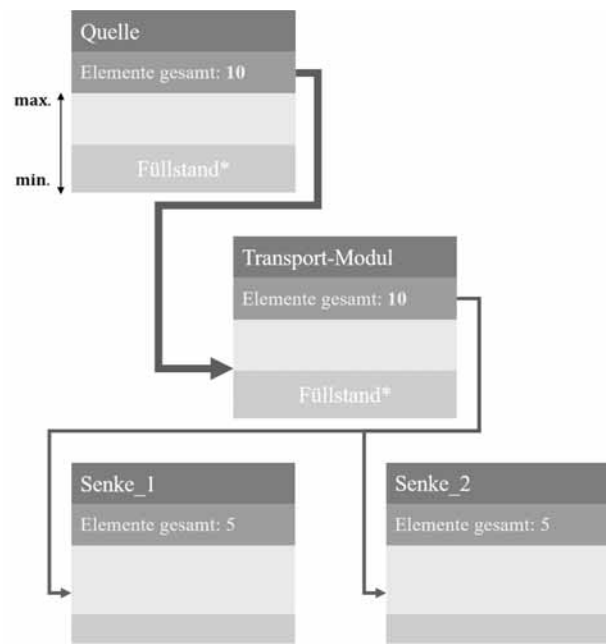 Quelle
Elemente gesamt: 10
max.
Füllstand*
min.
Transport-Modul
Elemente gesamt: 10
Füllstand*
Senke_1
Elemente gesamt: 5
Senke_2
Elemente gesamt: 5